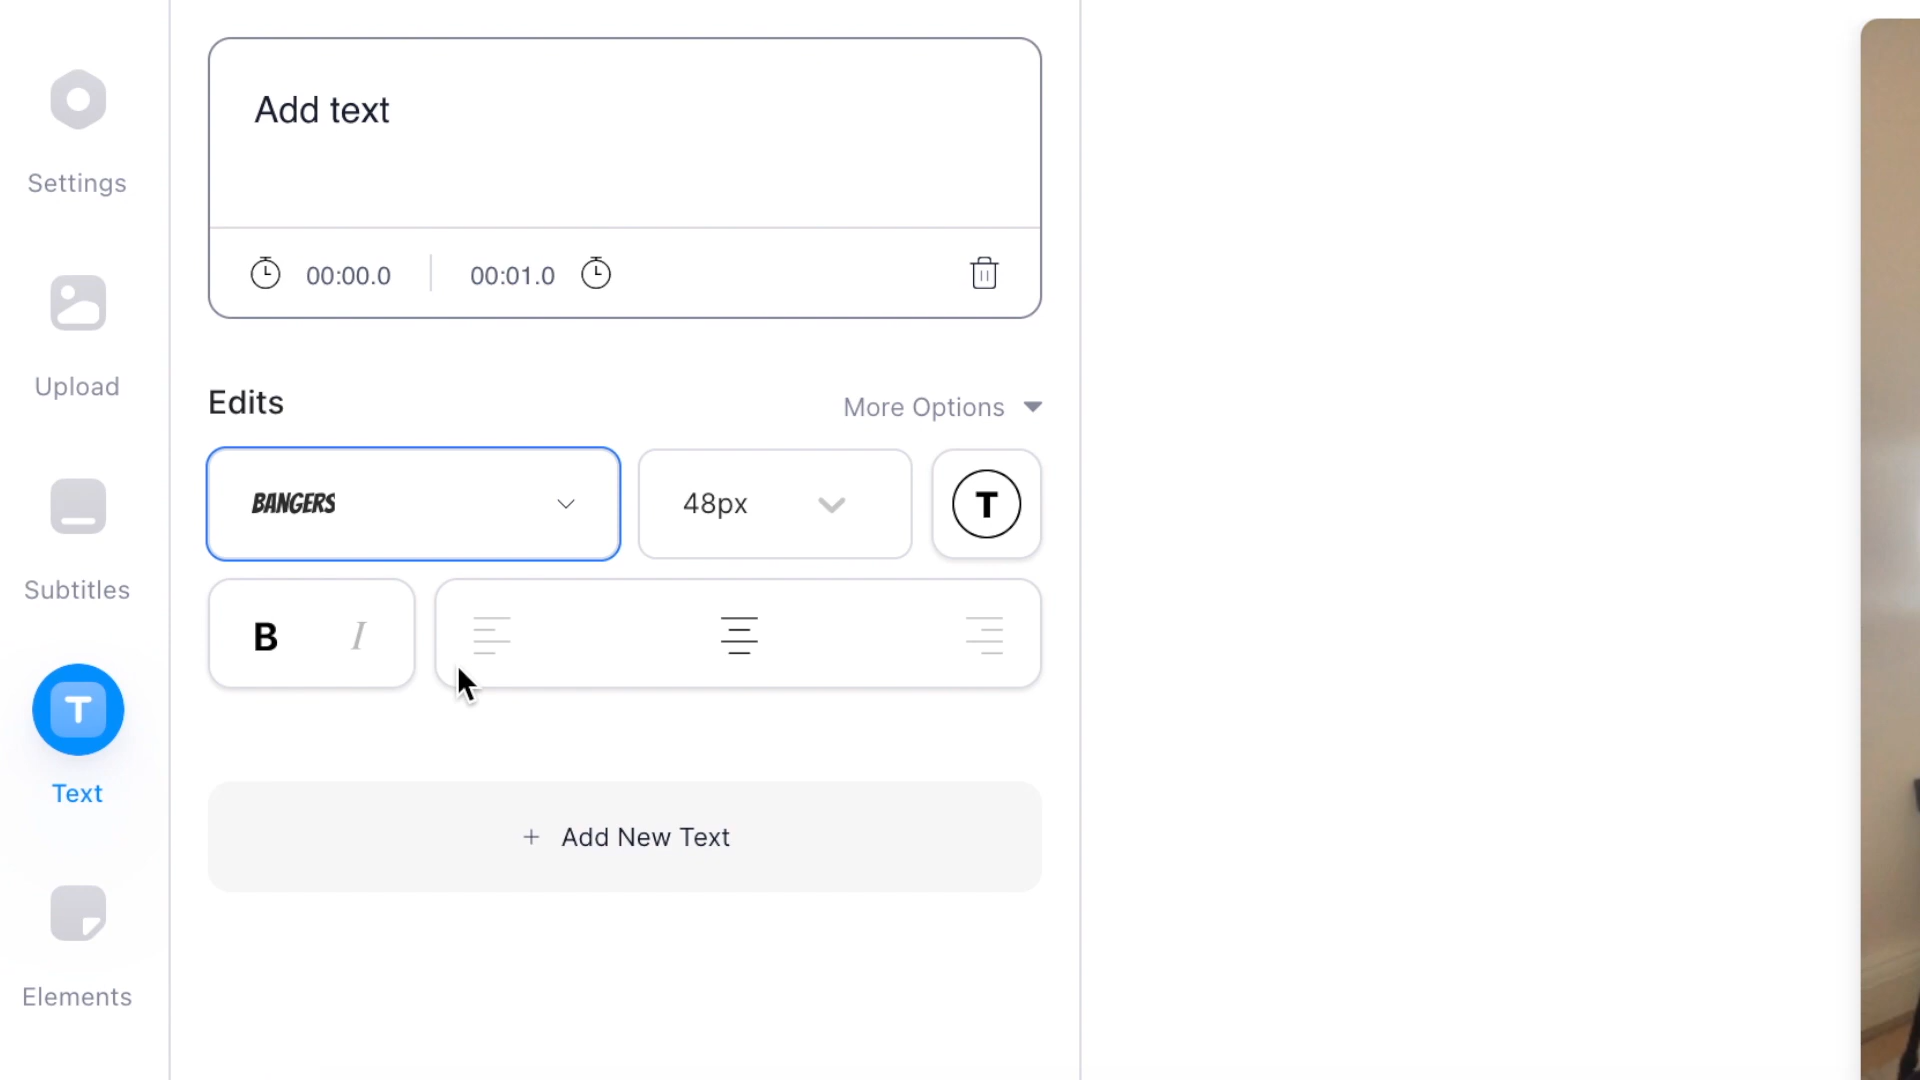 Settings
Upload
Subtitles
T
Text
Elements
Add text
00:00.0
00:01.0
Edits
More Options
BANGERS
48px
T
B I
+ Add New Text